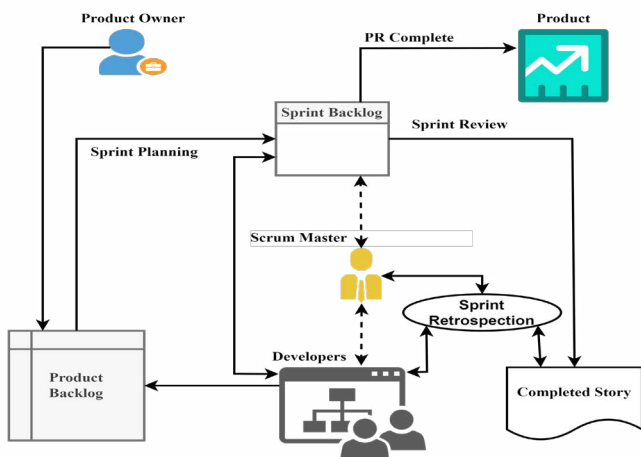 Product Owner
Product
PR Complete
Sprint Backlog
Sprint Review
Sprint Planning
Scrum Master
Sprint
Retrospection
Developers
Product
Backlog
Completed Story